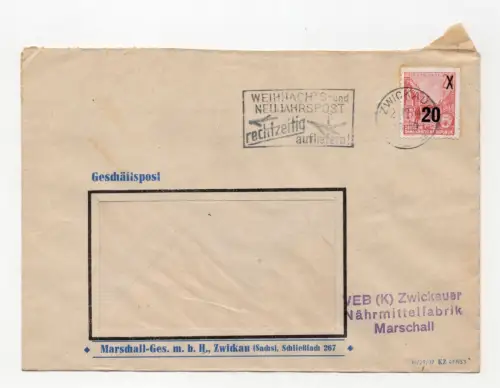 WEIHNACHTS- und
NEUJAHRSPOST
rechtzeitig
aufliefern!
ZWICKAU
X
20
Geschäftspost
VEB (K) Zwickauer
Nährmittelfabrik
Marschall
Marschall-Ges. m. b. H., Zwickau (Sachs), Schließfach 267